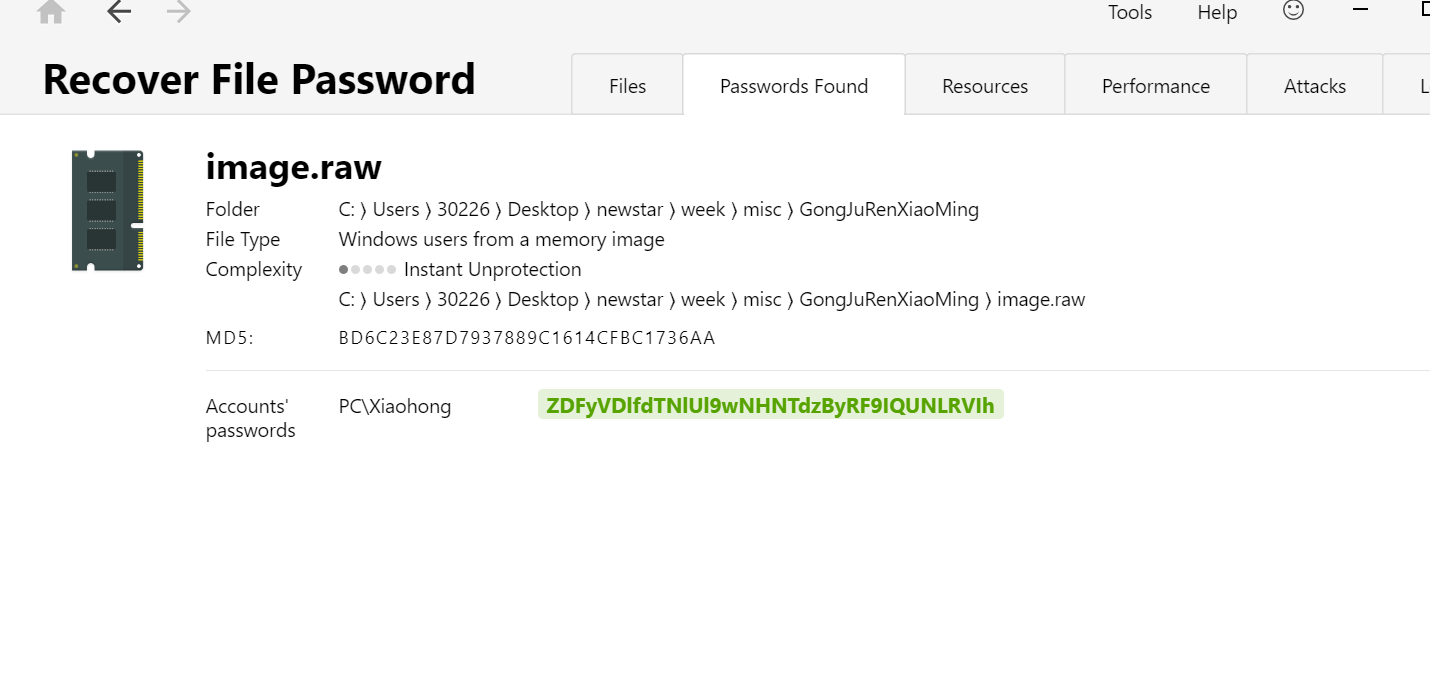 Tools Help
Recover File Password
Files Passwords Found Resources Performance Attacks
image.raw
Folder C: ⟩ Users ⟩ 30226 ⟩ Desktop ⟩ newstar ⟩ week ⟩ misc ⟩ GongJuRenXiaoMing
File Type Windows users from a memory image
Complexity Instant Unprotection
C: ⟩ Users ⟩ 30226 ⟩ Desktop ⟩ newstar ⟩ week ⟩ misc ⟩ GongJuRenXiaoMing ⟩ image.raw
MD5: BD6C23E87D7937889C1614CFBC1736AA
Accounts' PC\Xiaohong ZDFyVDlfdTNlUl9wNHNTdzByRF9IQUNLRVIh
passwords